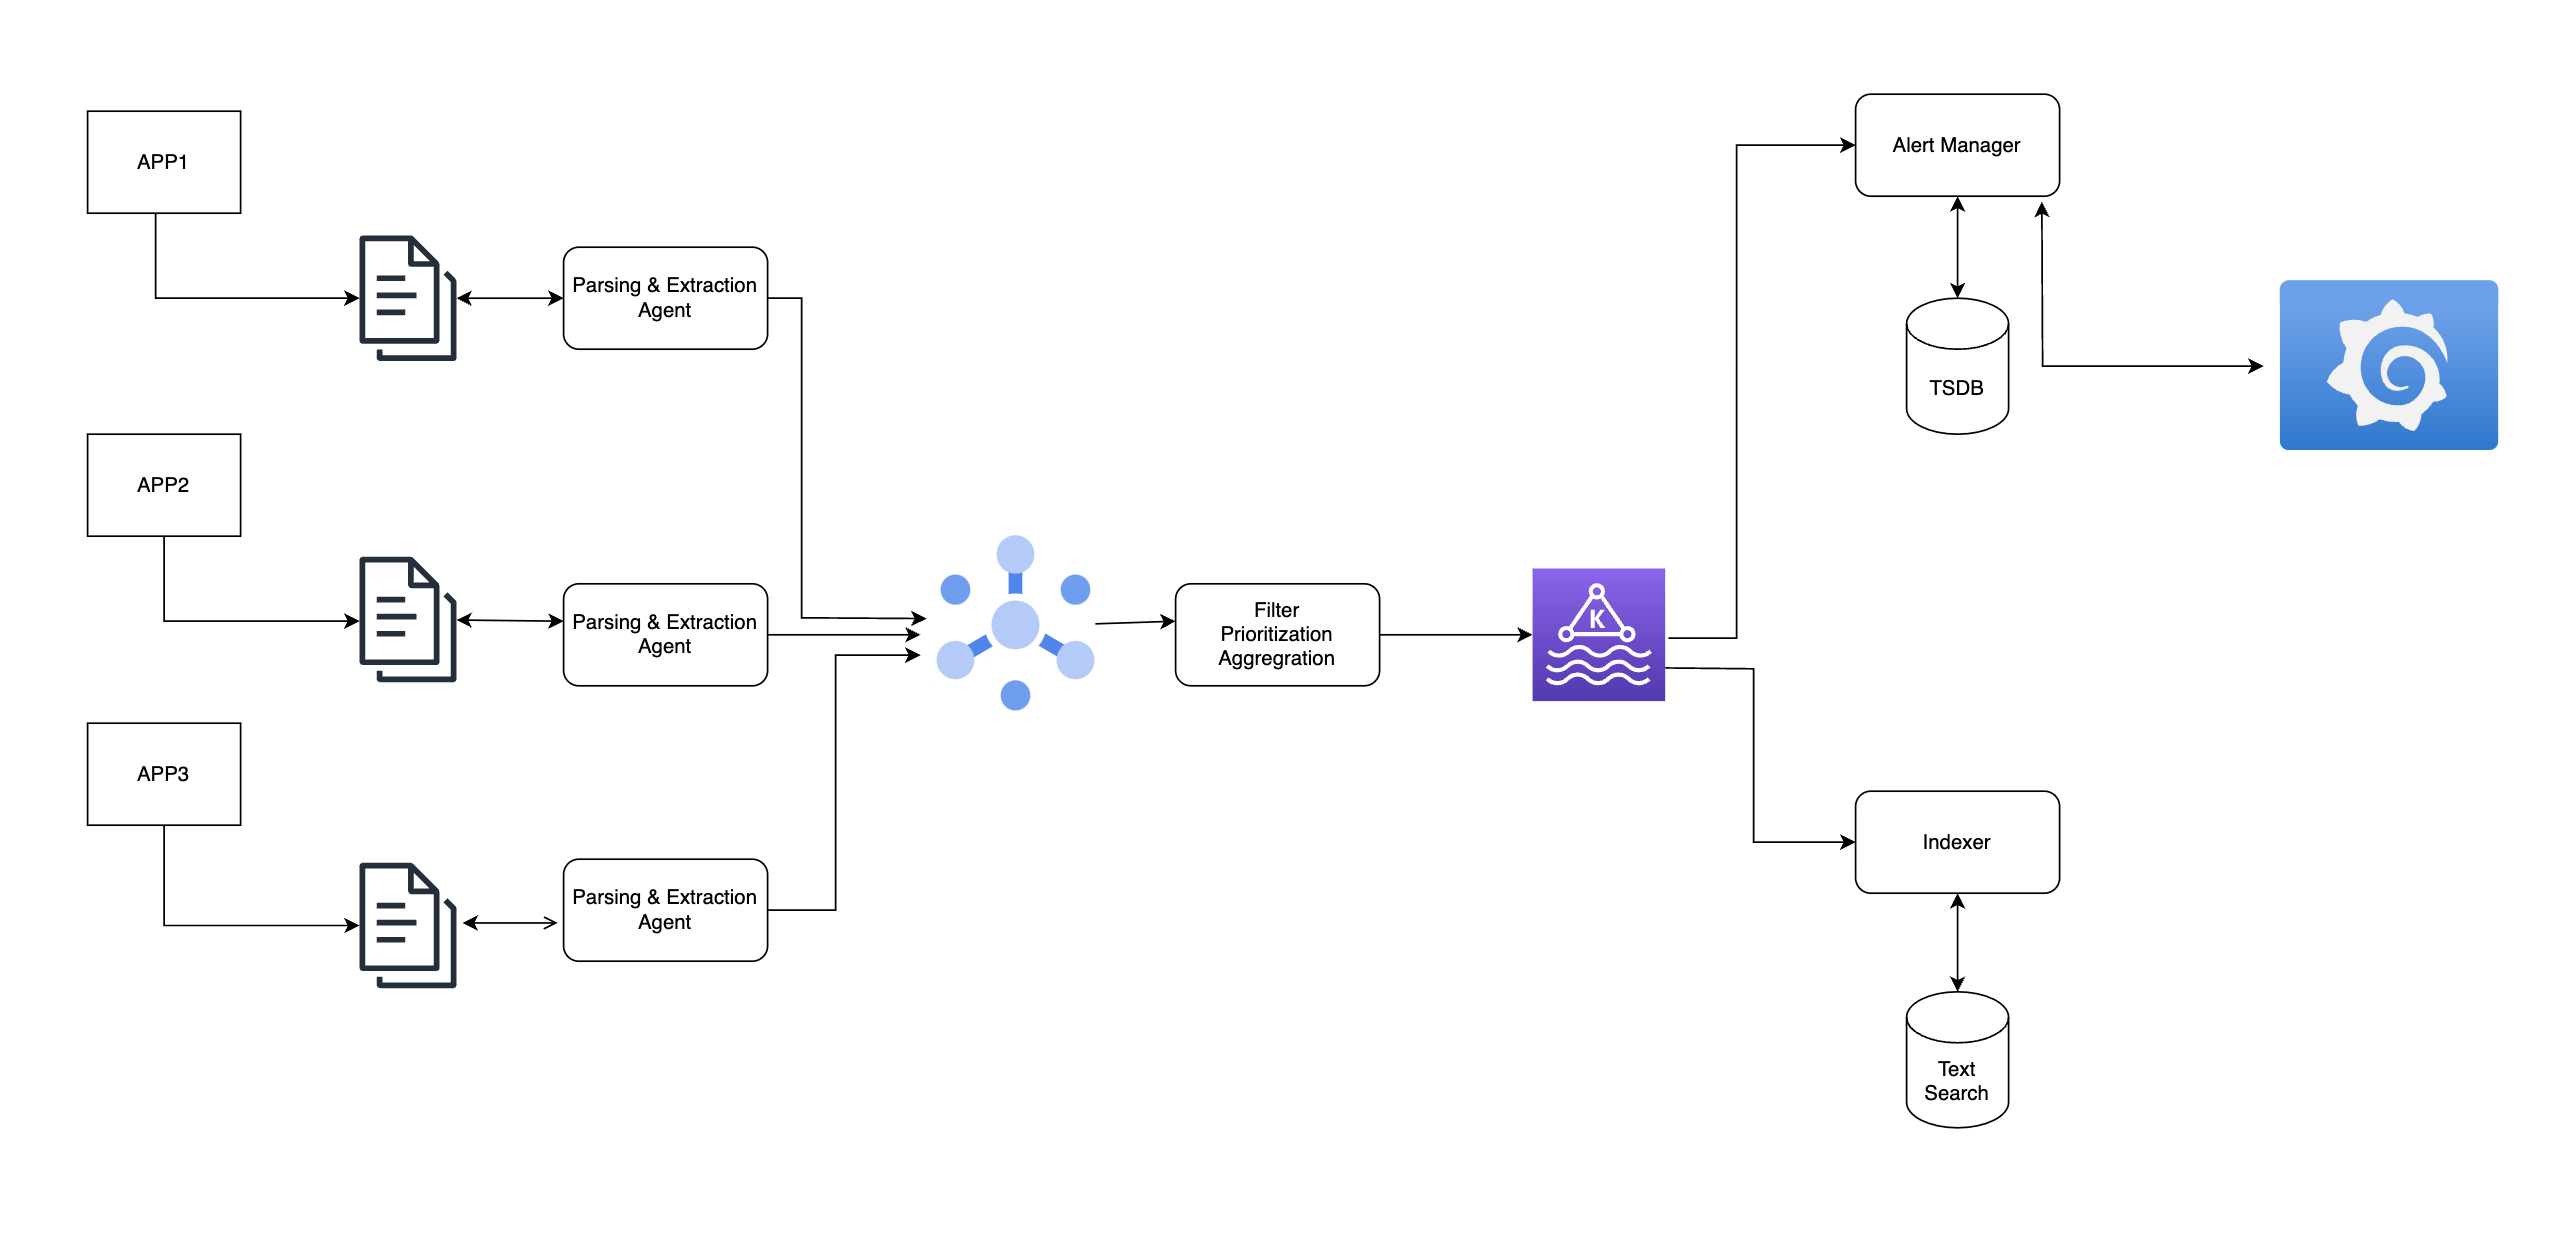 APP1
Parsing & Extraction
Agent
APP2
Parsing & Extraction
Agent
APP3
Parsing & Extraction
Agent
Filter
Prioritization
Aggregration
K
Alert Manager
TSDB
Indexer
Text
Search